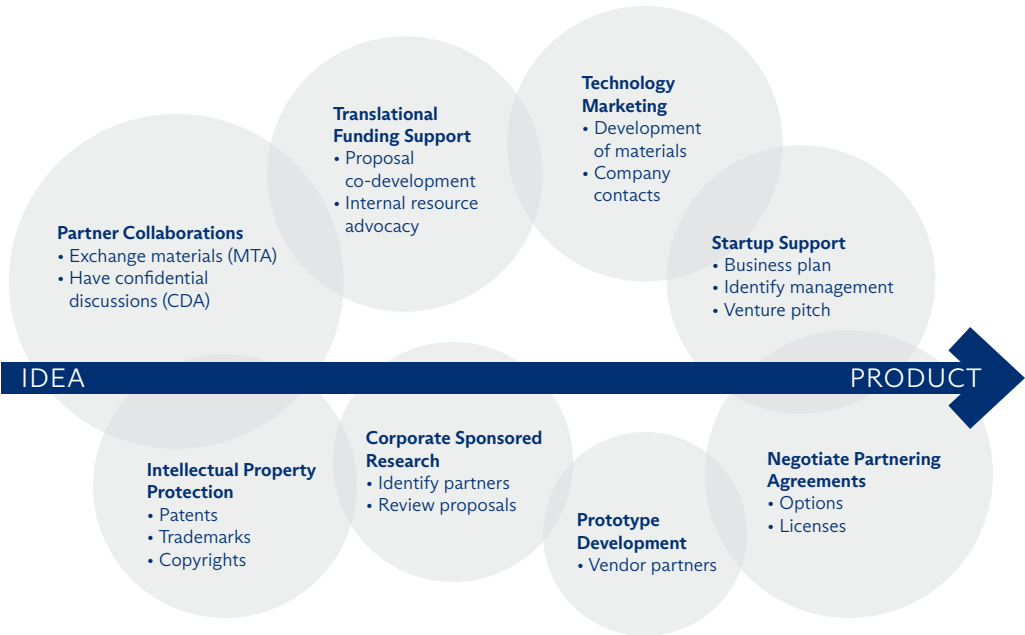 Technology
Marketing
• Development
of materials
• Company
contacts
Translational
Funding Support
• Proposal
co-development
• Internal resource
advocacy
Partner Collaborations
• Exchange materials (MTA)
• Have confidential
discussions (CDA)
Startup Support
• Business plan
• Identify management
• Venture pitch
IDEA
PRODUCT
Intellectual Property
Protection
• Patents
• Trademarks
• Copyrights
Corporate Sponsored
Research
• Identify partners
• Review proposals
Prototype
Development
• Vendor partners
Negotiate Partnering
Agreements
• Options
• Licenses